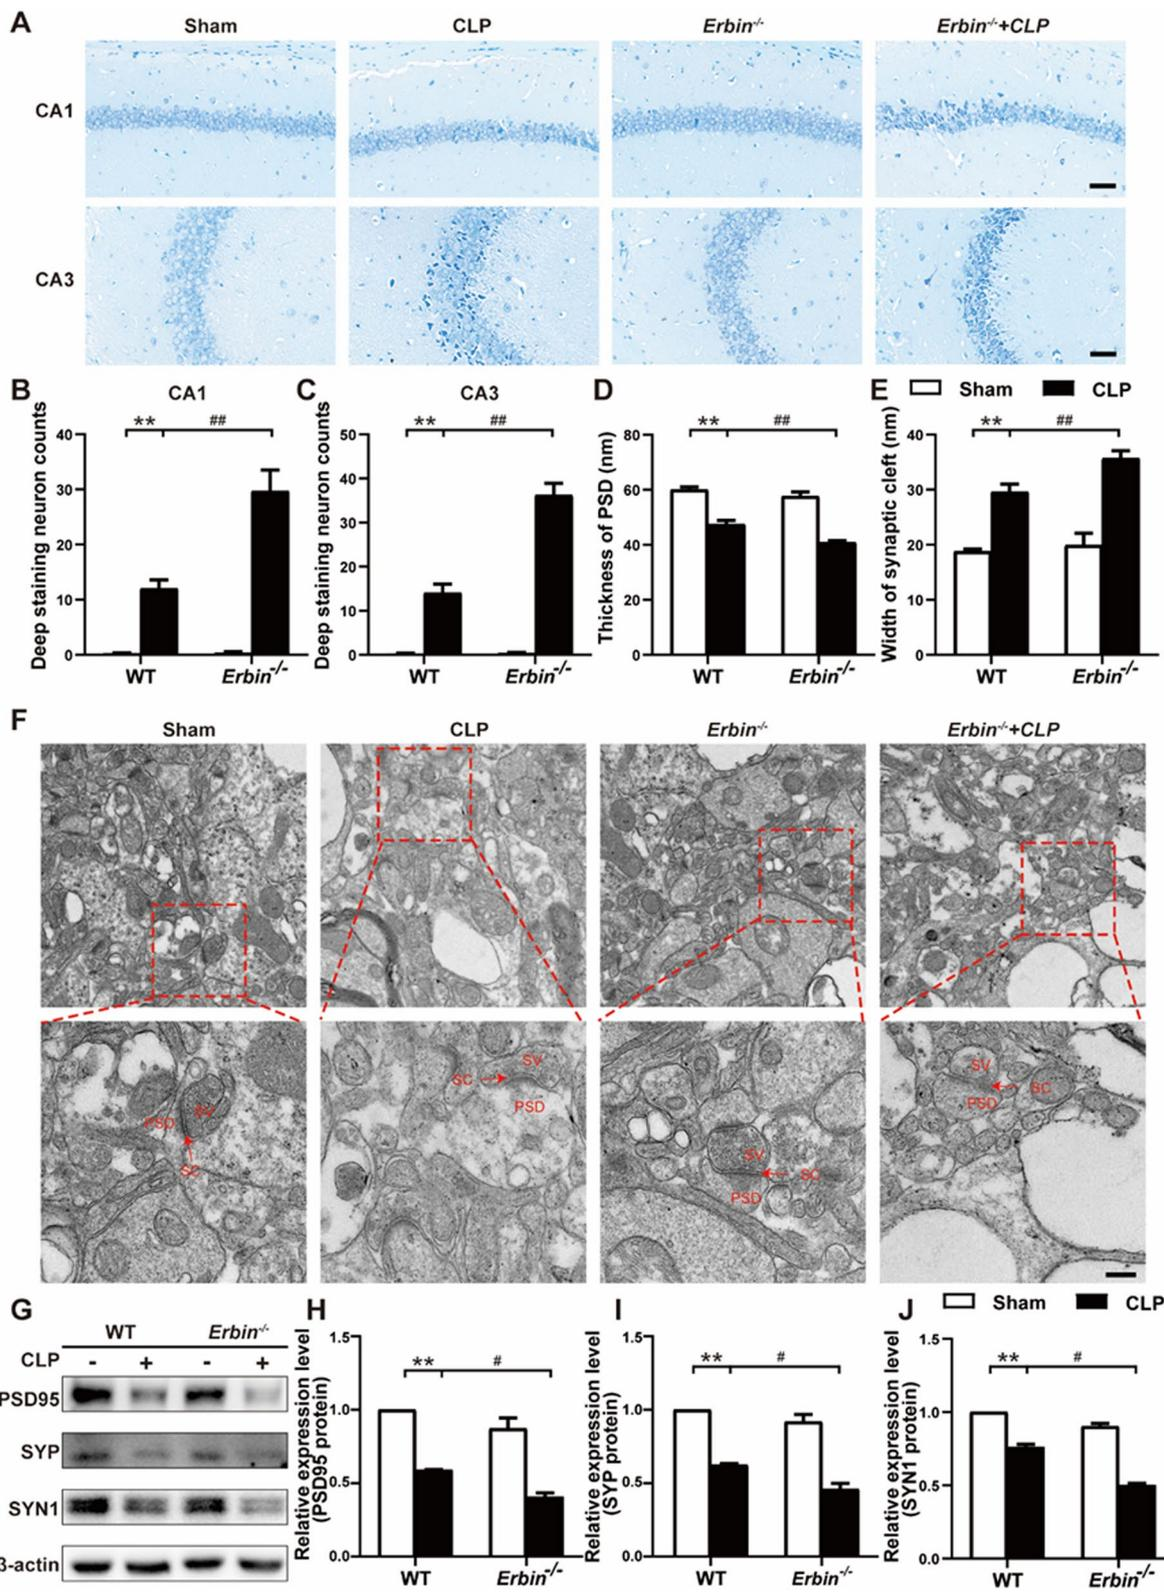 A
Sham CLP Erbin-/- Erbin-/-+CLP
CA1
CA3
B CA1 C CA3 D E Sham CLP
** ## ** ## ** ## ** ##
Deep staining neuron counts
40
30
20
10
0
WT Erbin-/-
Deep staining neuron counts
50
40
30
20
10
0
WT Erbin-/-
Thickness of PSD (nm)
80
60
40
20
0
WT Erbin-/-
Width of synaptic cleft (nm)
40
30
20
10
0
WT Erbin-/-
F
Sham CLP Erbin-/- Erbin-/-+CLP
PSD SV SC
SC SV PSD
SV SC PSD
SV SC PSD
G
WT Erbin-/-
CLP - + - +
PSD95
SYP
SYN1
β-actin
H
Relative expression level
(PSD95 protein)
1.5
1.0
0.5
0.0
** #
WT Erbin-/-
I
Relative expression level
(SYP protein)
1.5
1.0
0.5
0.0
** #
WT Erbin-/-
J Sham CLP
Relative expression level
(SYN1 protein)
1.5
1.0
0.5
0.0
** #
WT Erbin-/-